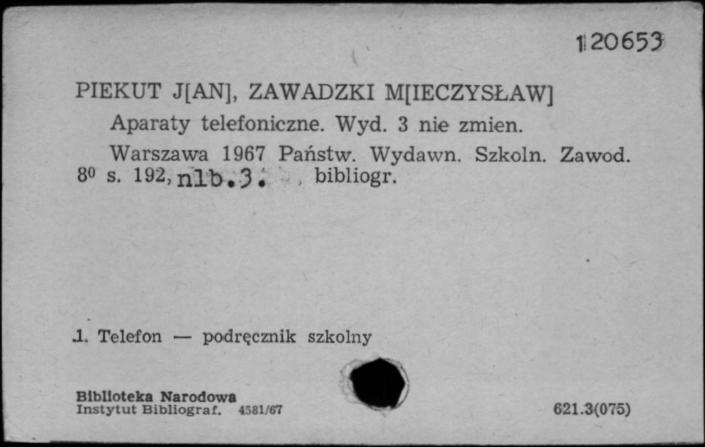 120653
PIEKUT J[AN], ZAWADZKI M[IECZYSŁAW]
Aparaty telefoniczne. Wyd. 3 nie zmien.
Warszawa 1967 Państw. Wydawn. Szkoln. Zawod.
8⁰ s. 192, nlb. 3. , bibliogr.
1. Telefon — podręcznik szkolny
Biblioteka Narodowa
Instytut Bibliograf. 4581/67
621.3(075)